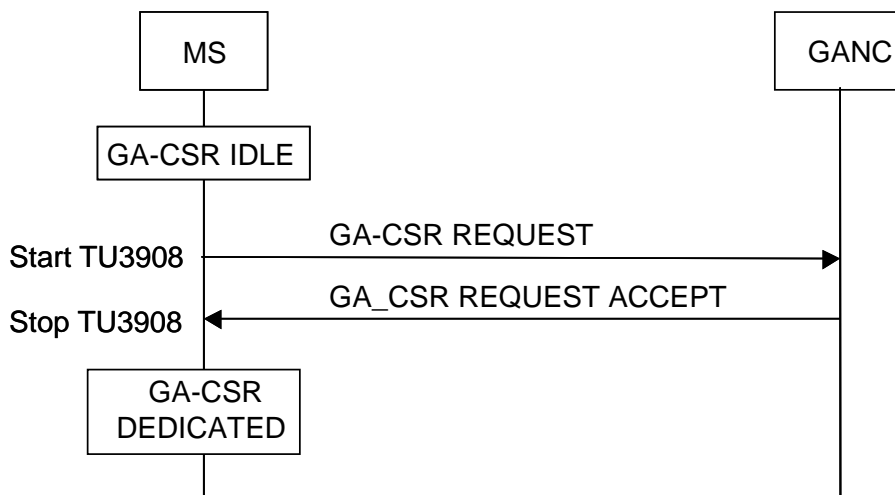 MS
GANC
GA-CSR IDLE
GA-CSR REQUEST
Start TU3908
GA_CSR REQUEST ACCEPT
Stop TU3908
GA-CSR
DEDICATED